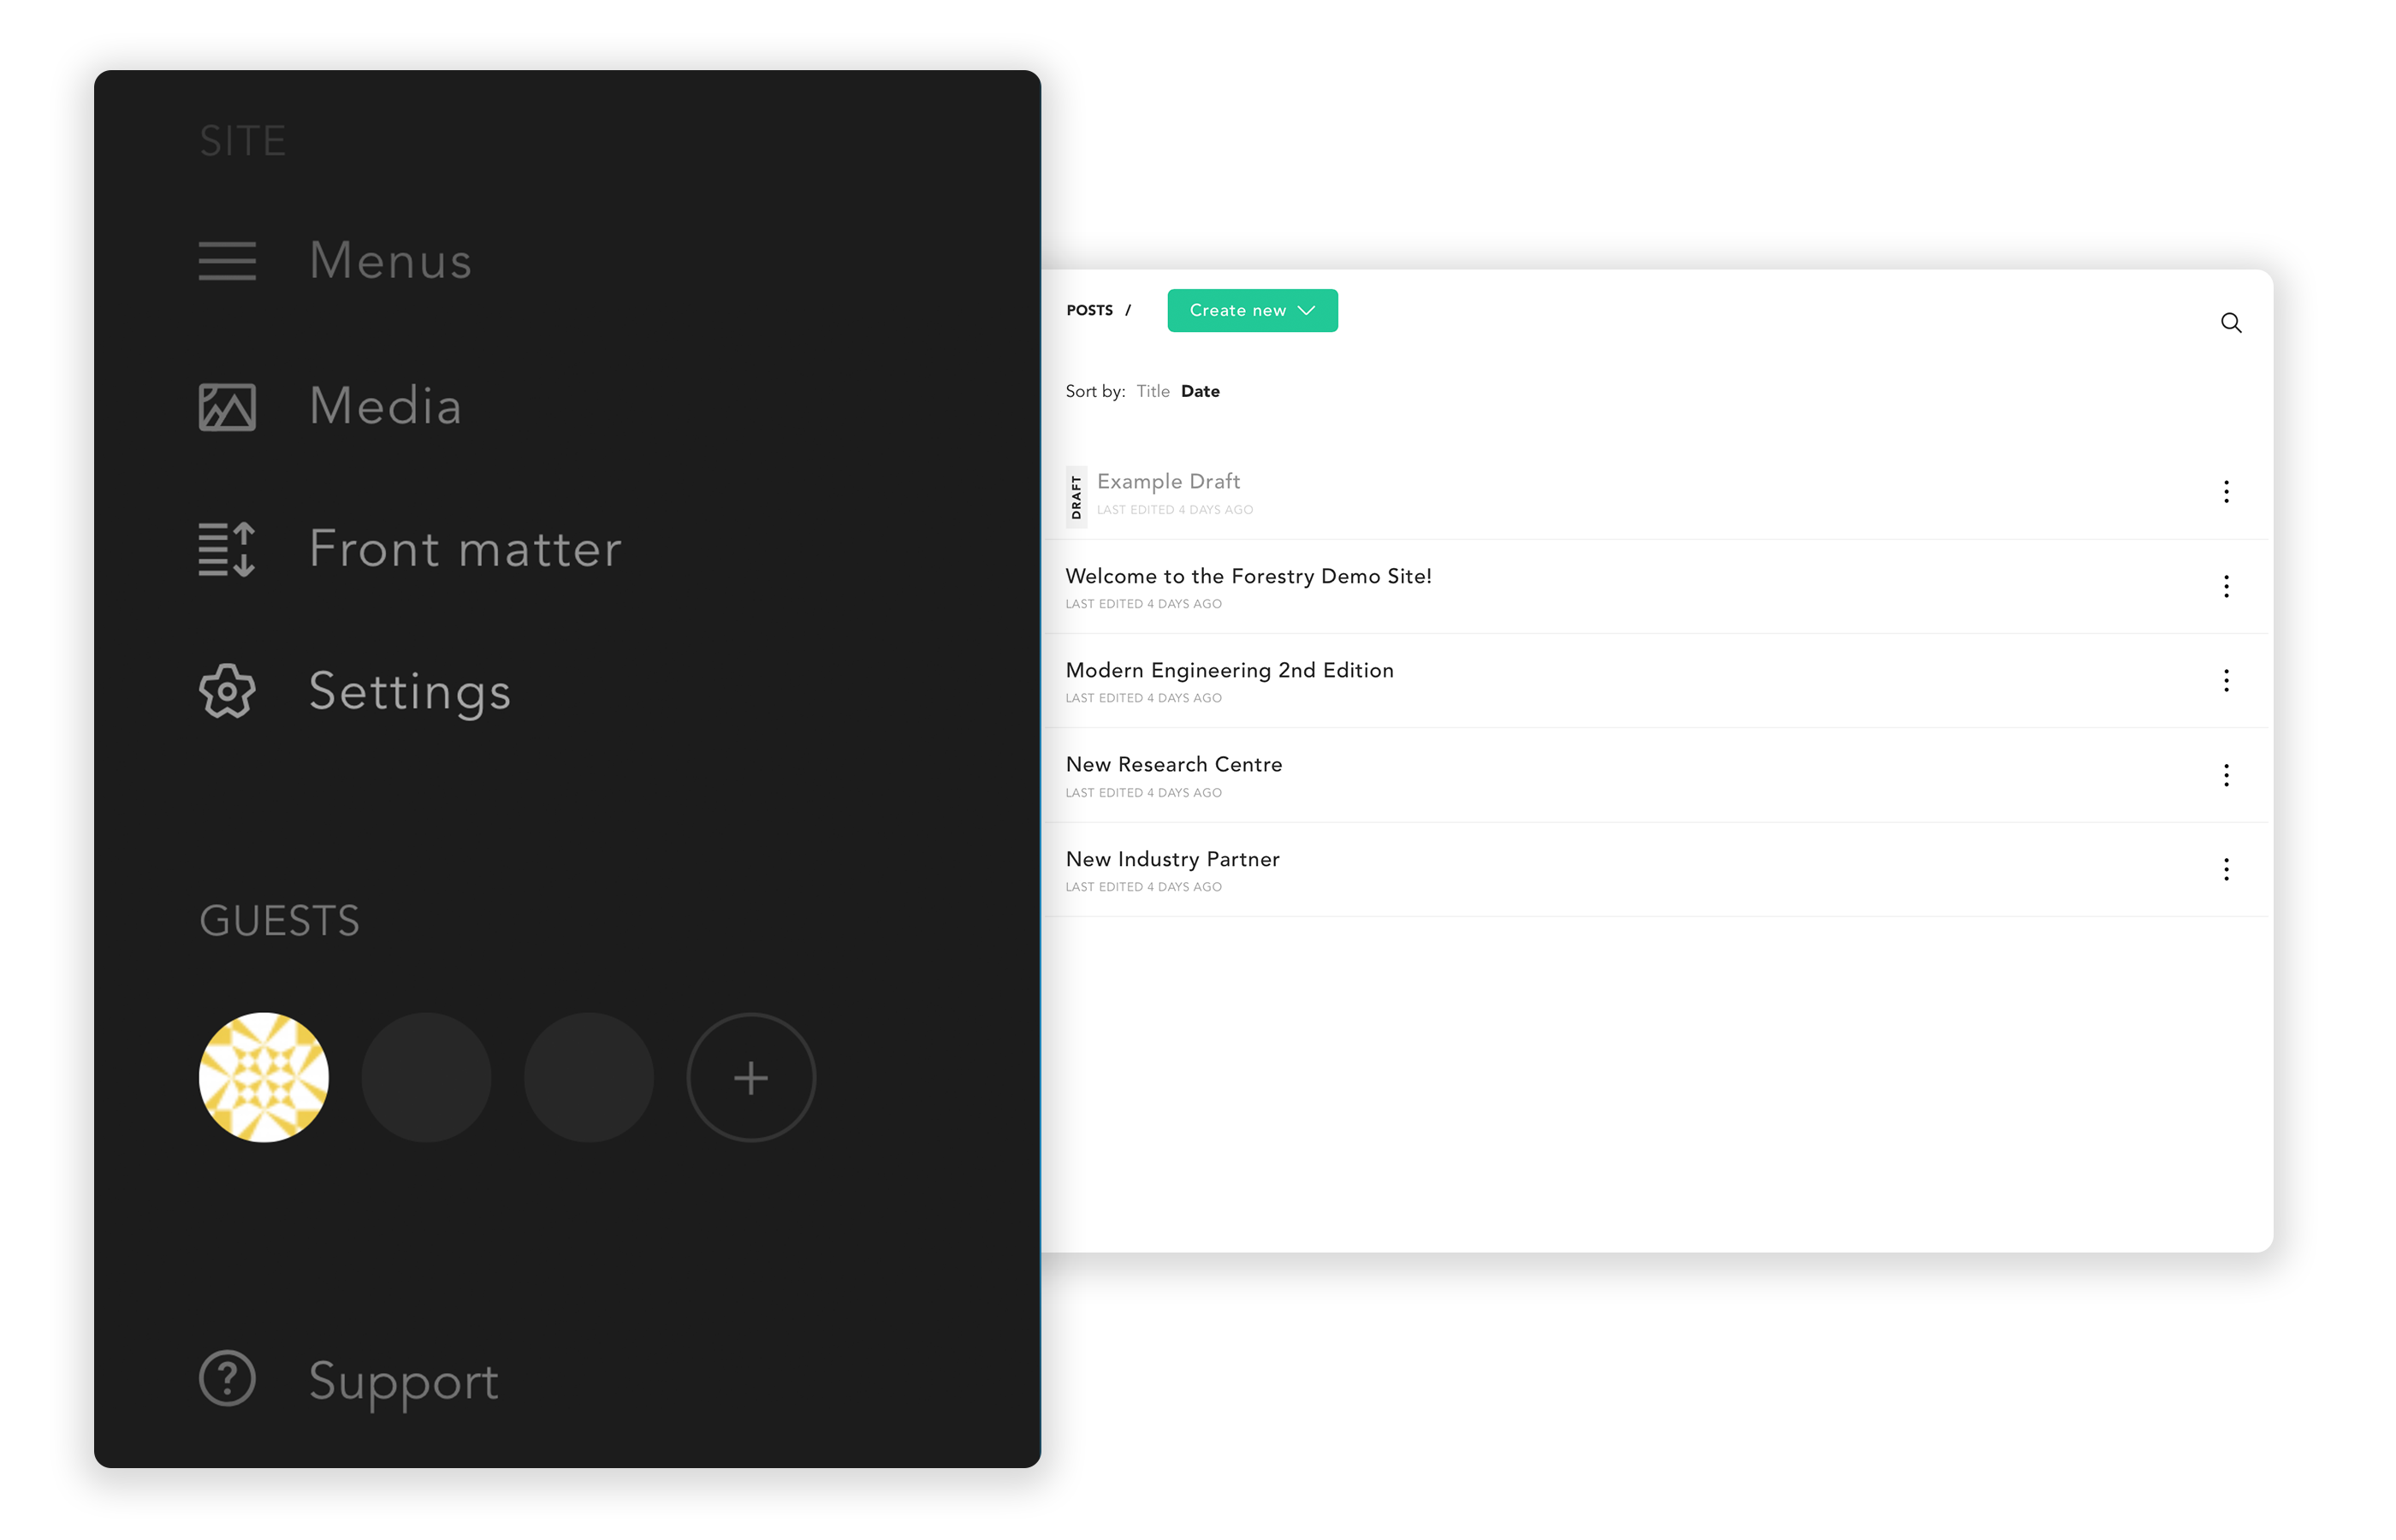 SITE
Menus
Media
Front matter
Settings
GUESTS
Support
POSTS /
Create new
Sort by: Title Date
DRAFT
Example Draft
LAST EDITED 4 DAYS AGO
Welcome to the Forestry Demo Site!
LAST EDITED 4 DAYS AGO
Modern Engineering 2nd Edition
LAST EDITED 4 DAYS AGO
New Research Centre
LAST EDITED 4 DAYS AGO
New Industry Partner
LAST EDITED 4 DAYS AGO